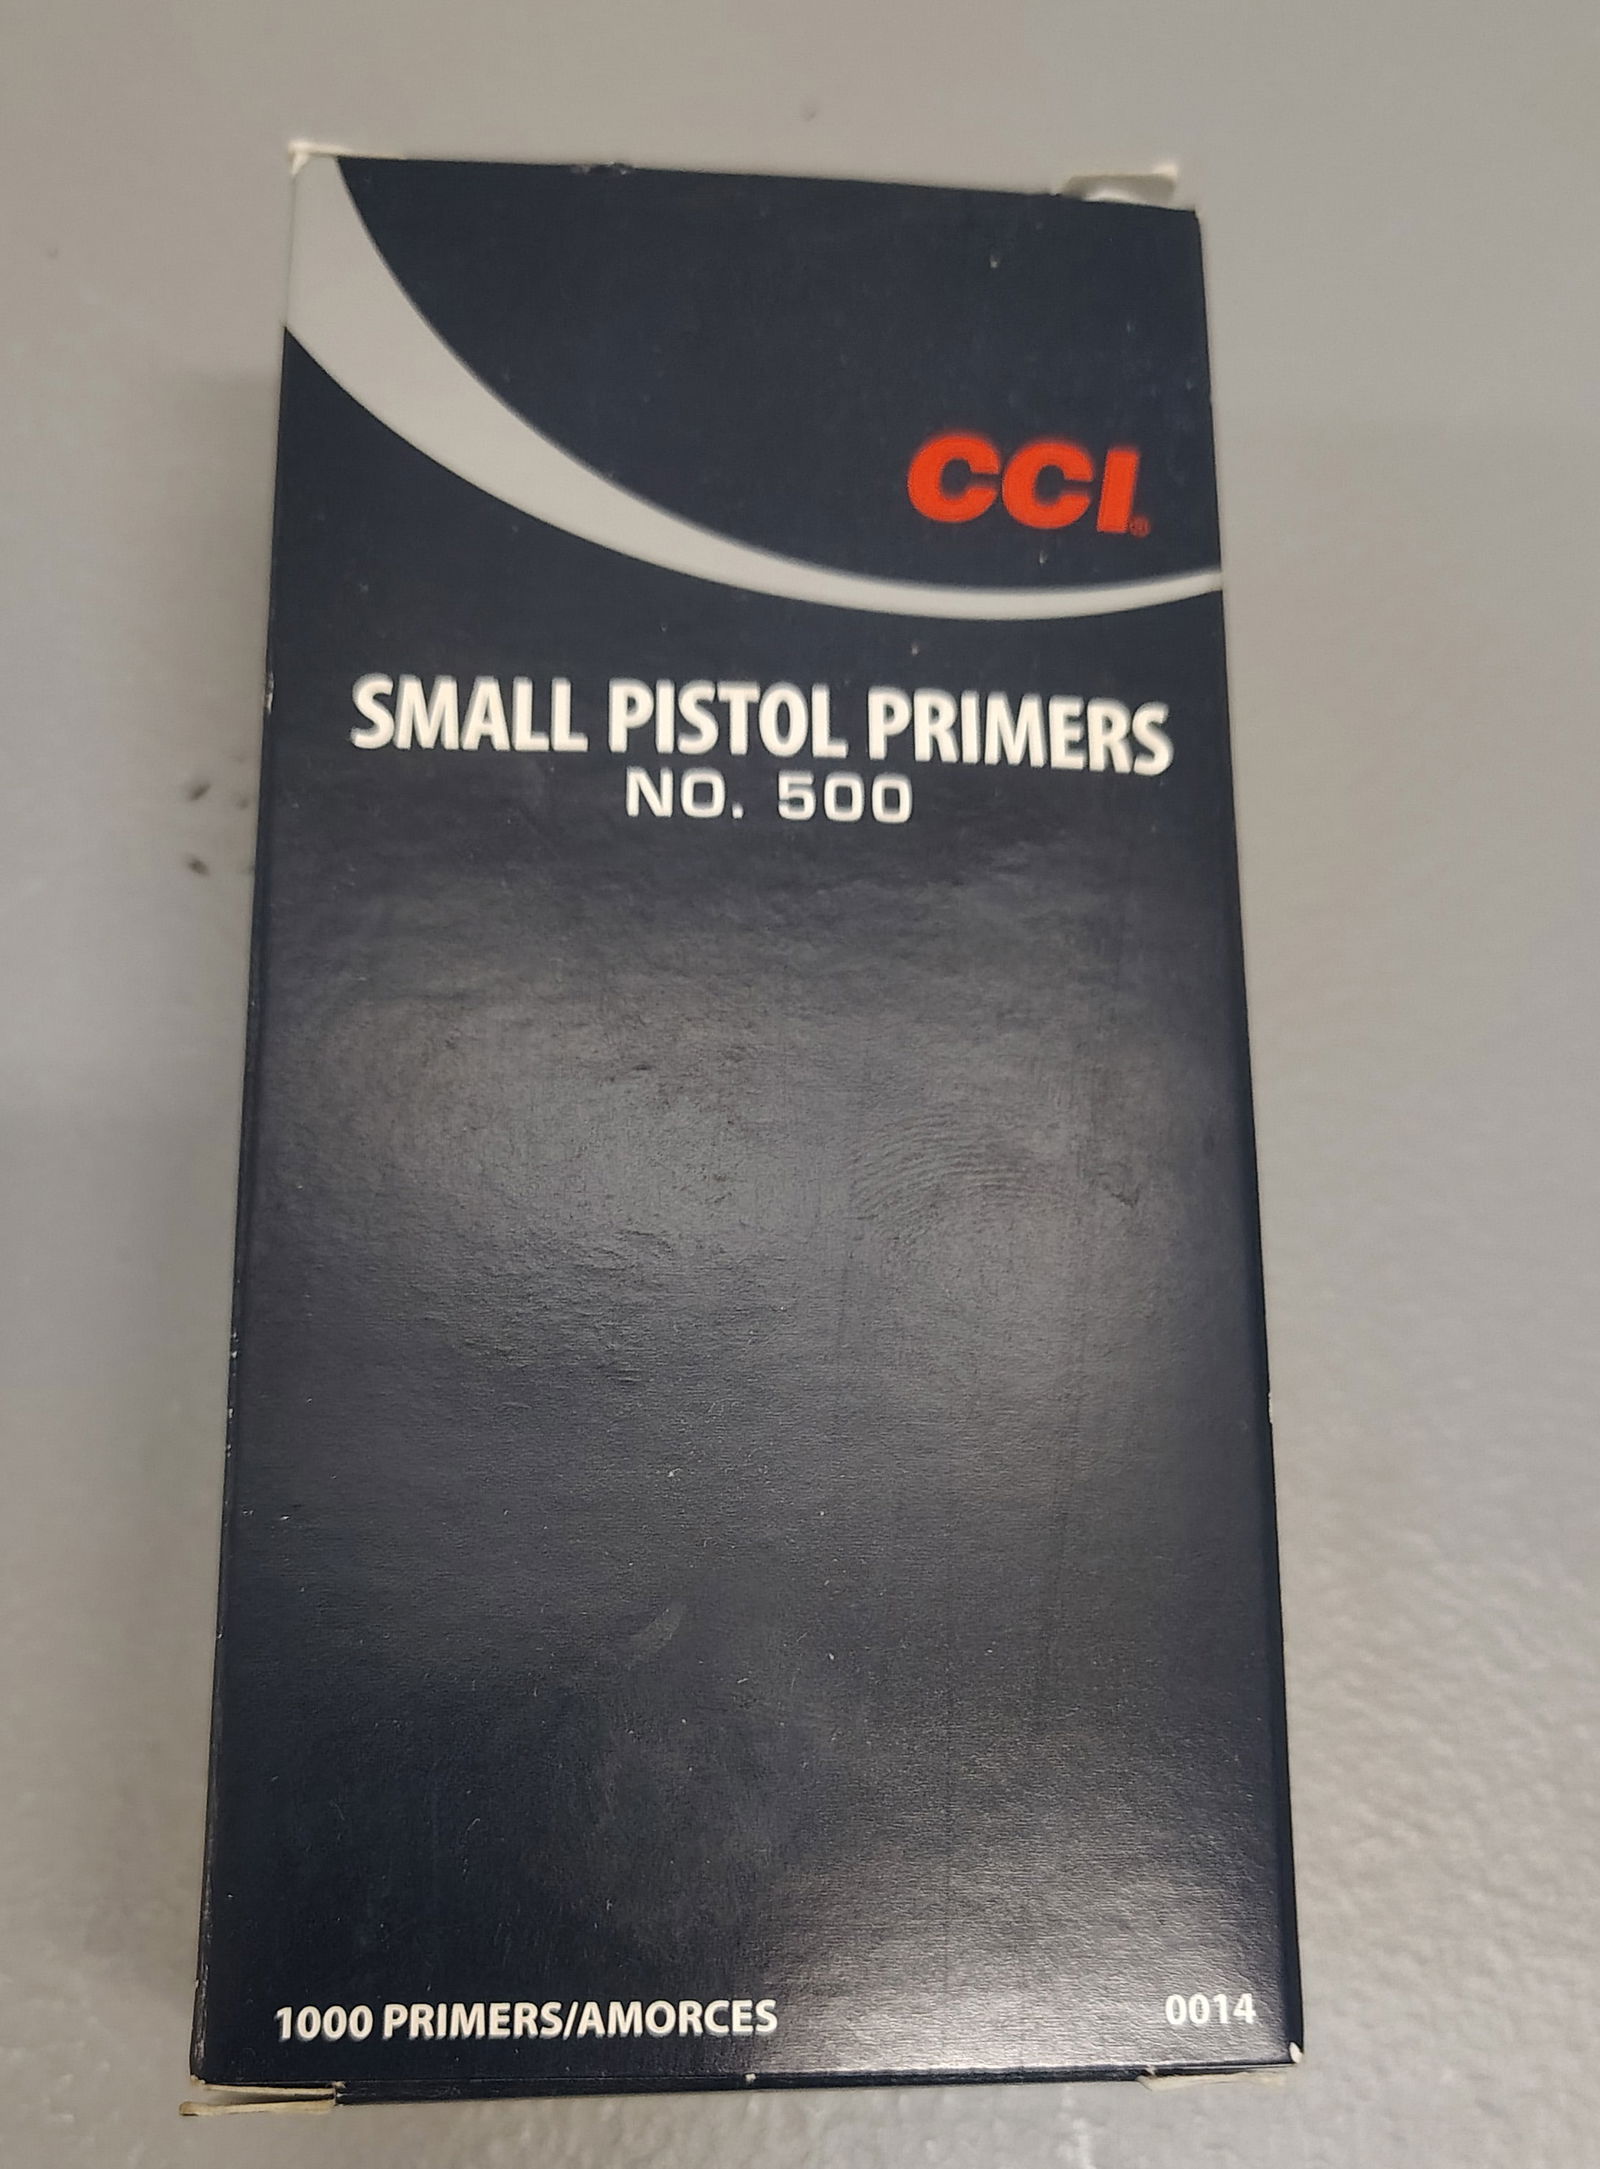 CCI®
SMALL PISTOL PRIMERS
NO. 500
1000 PRIMERS/AMORCES 0014